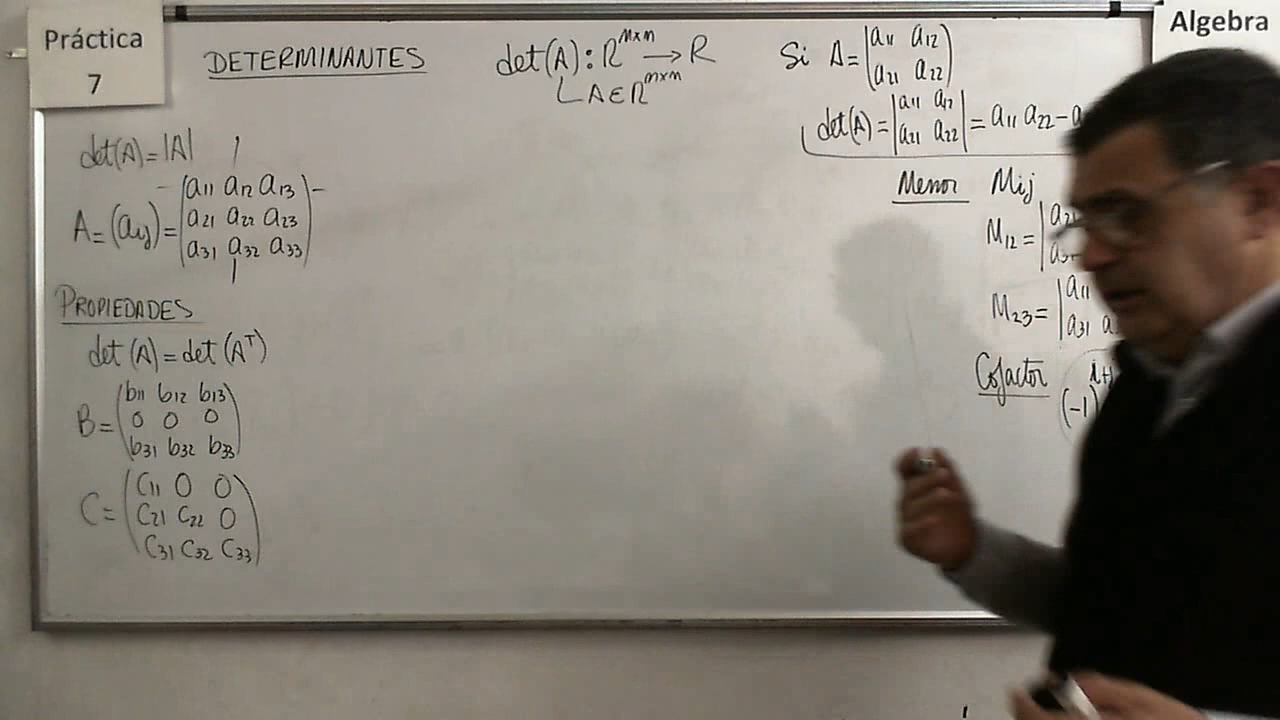 Práctica
7
Algebra
DETERMINANTES
det(A): R^{n×n} → R
A ∈ R^{n×n}
Si A = (a11 a12
a21 a22)
det(A) = |a11 a12
a21 a22| = a11 a22 − a
det(A) = |A|
A = (aij) = (a11 a12 a13
a21 a22 a23
a31 a32 a33)
PROPIEDADES
det(A) = det(A^T)
B = (b11 b12 b13
0 0 0
b31 b32 b33)
C = (C11 0 0
C21 C22 0
C31 C32 C33)
Menor Mij
M12 = |a2
a3
M23 = |a11
a31 a
Cofactor
(-1)^{i+j